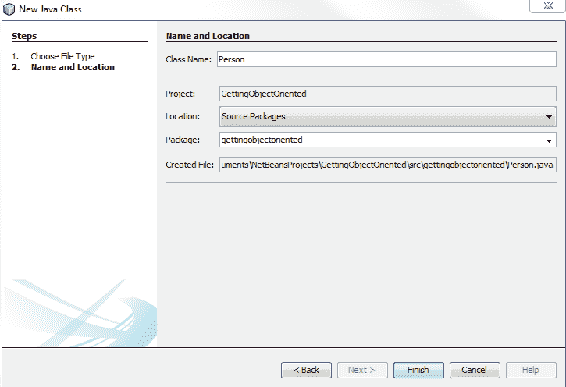 New Java Class
Steps
1. Choose File Type
2. Name and Location
Name and Location
Class Name: Person
Project: GettingObjectOriented
Location: Source Packages
Package: gettingobjectoriented
Created File: uments\NetBeansProjects\GettingObjectOriented\src\gettingobjectoriented\Person.java
< Back Next > Finish Cancel Help